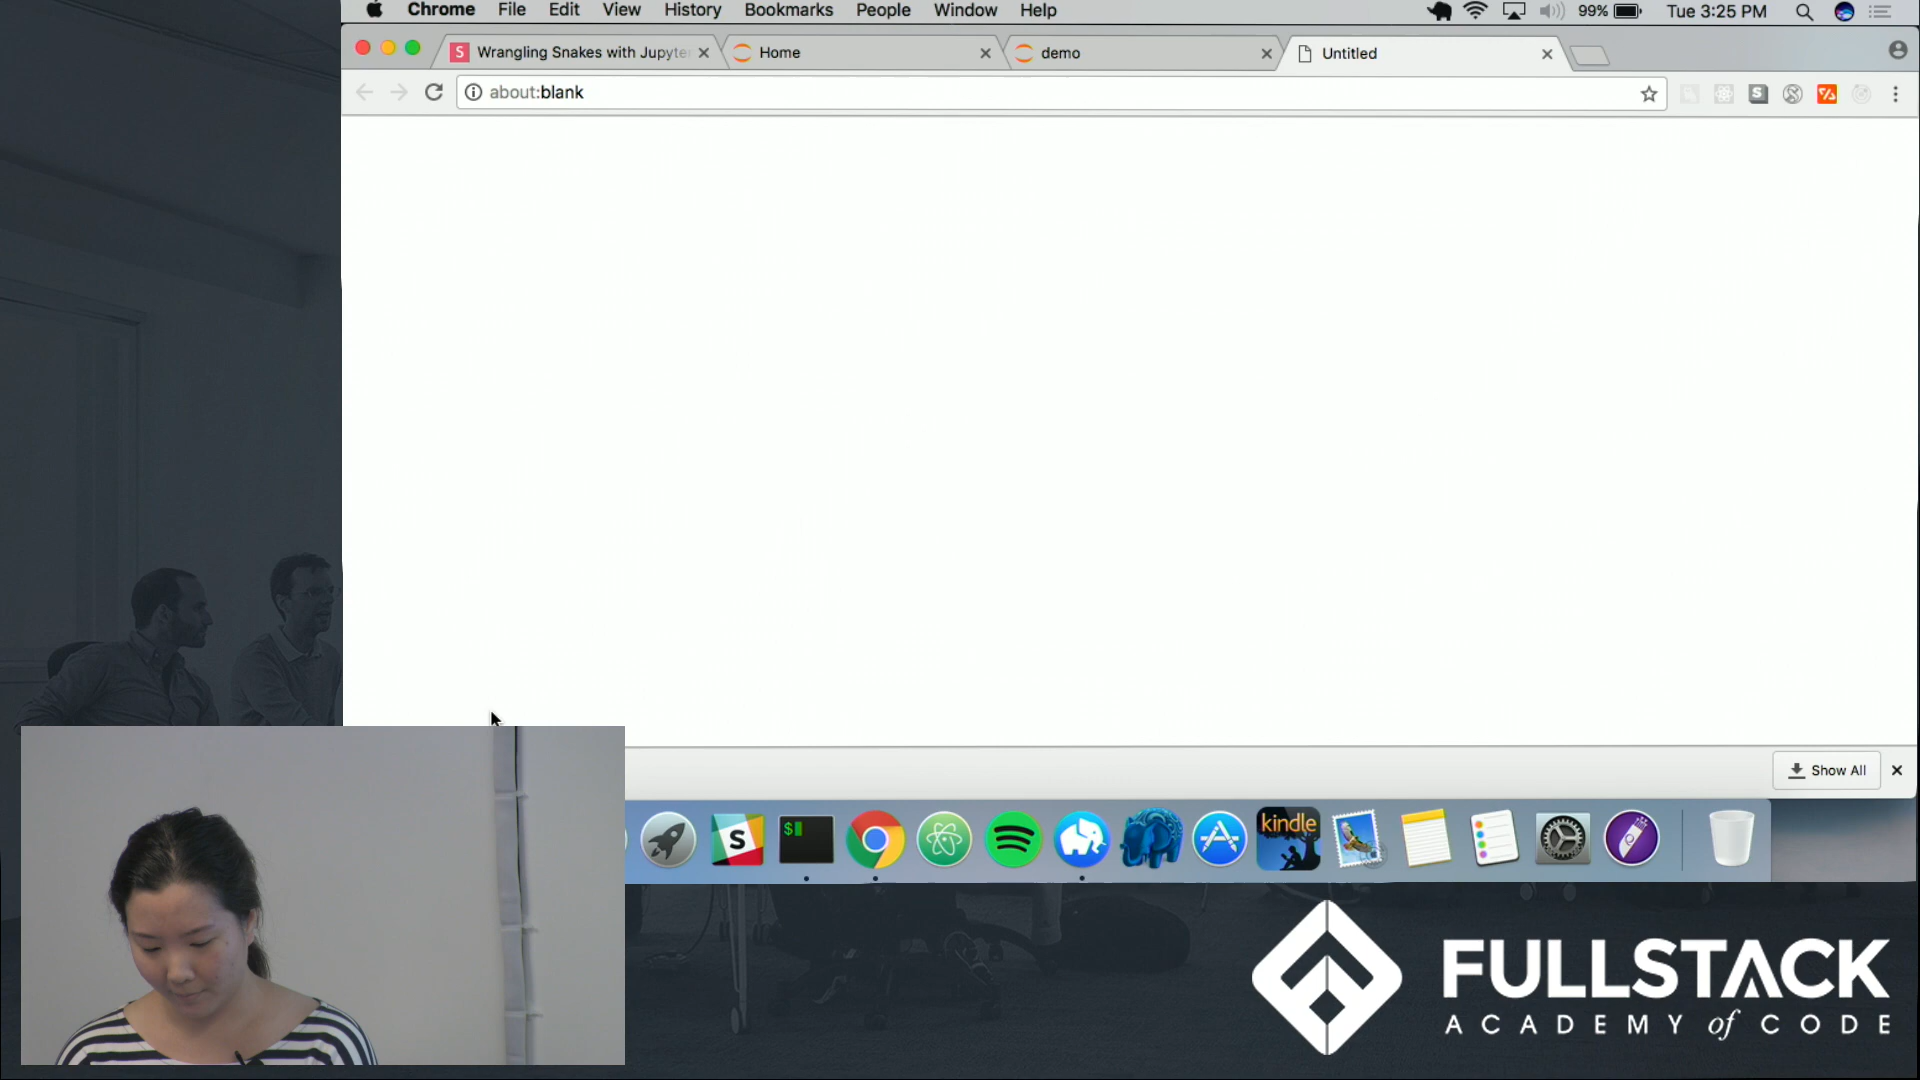 Chrome File Edit View History Bookmarks People Window Help 99% Tue 3:25 PM
S Wrangling Snakes with Jupyte Home demo Untitled
about:blank
Show All
S $ kindle
FULLSTACK
ACADEMY of CODE